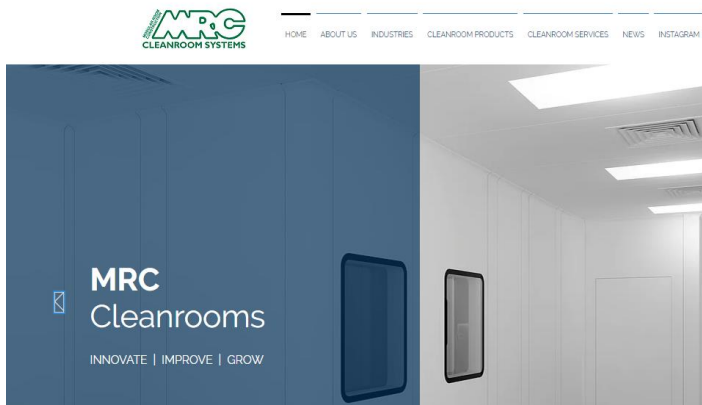 MRC
CLEANROOM SYSTEMS
HOME ABOUT US INDUSTRIES CLEANROOM PRODUCTS CLEANROOM SERVICES NEWS INSTAGRAM
MRC
Cleanrooms
INNOVATE | IMPROVE | GROW